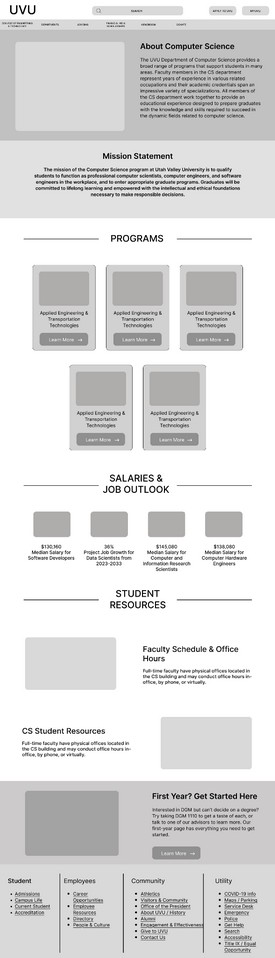 UVU
About Computer Science
The UVU Department of Computer Science provides a
broad range of programs that support students in many
areas. Faculty members in the CS department
represent years of experience in various related
occupations and their academic credentials span an
impressive variety of specializations. All members of
the CS department work together to provide an
educational experience designed to prepare graduates
with the knowledge and skills required to succeed in
the dynamic fields related to computer science.
Mission Statement
The mission of the Computer Science program at Utah Valley University is to qualify
students to function as professional computer scientists, computer engineers, and software
engineers in the workplace, and to enter appropriate graduate programs. Graduates will be
committed to lifelong learning and empowered with the intellectual and ethical foundations
necessary to make responsible decisions.
PROGRAMS
Applied Engineering &
Transportation
Technologies
Learn More →
Applied Engineering &
Transportation
Technologies
Learn More →
Applied Engineering &
Transportation
Technologies
Learn More →
Applied Engineering &
Transportation
Technologies
Learn More →
Applied Engineering &
Transportation
Technologies
Learn More →
SALARIES &
JOB OUTLOOK
$130,160
Median Salary for
Software Developers
36%
Project Job Growth for
Data Scientists from
2023-2033
$145,080
Median Salary for
Computer and
Information Research
Scientists
$138,080
Median Salary for
Computer Hardware
Engineers
STUDENT
RESOURCES
Faculty Schedule & Office
Hours
Full-time faculty have physical offices located in
the CS building and may conduct office hours in-
office, by phone, or virtually.
CS Student Resources
Full-time faculty have physical offices located in
the CS building and may conduct office hours in-
office, by phone, or virtually.
First Year? Get Started Here
Interested in DGM but can't decide on a degree?
Try taking DGM 1110 to get a taste of each, or
talk to one of our advisors to learn more. Our
first-year page has everything you need to get
started.
Learn More →
Student
Admissions
Campus Life
Current Student
Accreditation
Employees
Career
Opportunities
Employee
Resources
Directory
People & Culture
Community
Athletics
Visitors & Community
Office of the President
About UVU / History
Alumni
Engagement & Effectiveness
Give to UVU
Contact Us
Utility
COVID-19 Info
Maps / Parking
Service Desk
Emergency
Police
Get Help
Search
Accessibility
Title IX / Equal
Opportunity